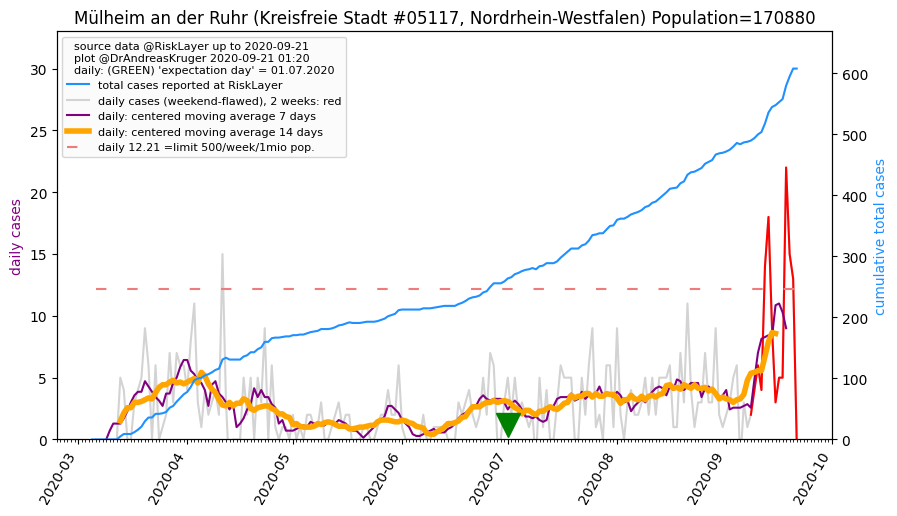 Mülheim an der Ruhr (Kreisfreie Stadt #05117, Nordrhein-Westfalen) Population=170880
source data @RiskLayer up to 2020-09-21
plot @DrAndreasKruger 2020-09-21 01:20
daily: (GREEN) 'expectation day' = 01.07.2020
total cases reported at RiskLayer
daily cases (weekend-flawed), 2 weeks: red
daily: centered moving average 7 days
daily: centered moving average 14 days
daily 12.21 =limit 500/week/1mio pop.
daily cases
30
25
20
15
10
5
0
cumulative total cases
600
500
400
300
200
100
0
2020-03
2020-04
2020-05
2020-06
2020-07
2020-08
2020-09
2020-10